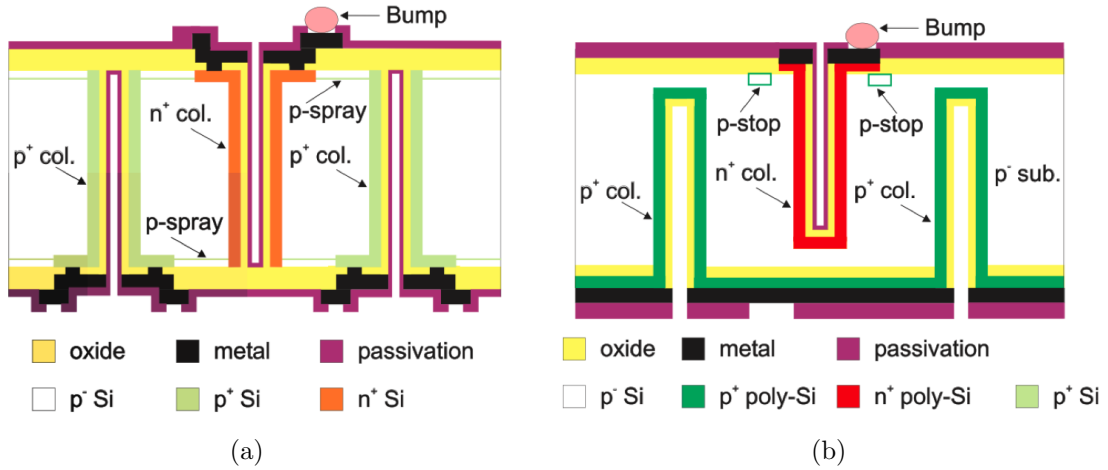 Bump
p-spray
n⁺ col.
p⁺ col.
p⁺ col.
p-spray
oxide
metal
passivation
p⁻ Si
p⁺ Si
n⁺ Si
(a)
Bump
p-stop
p-stop
n⁺ col.
p⁺ col.
p⁺ col.
p⁻ sub.
oxide
metal
passivation
p⁻ Si
p⁺ poly-Si
n⁺ poly-Si
p⁺ Si
(b)